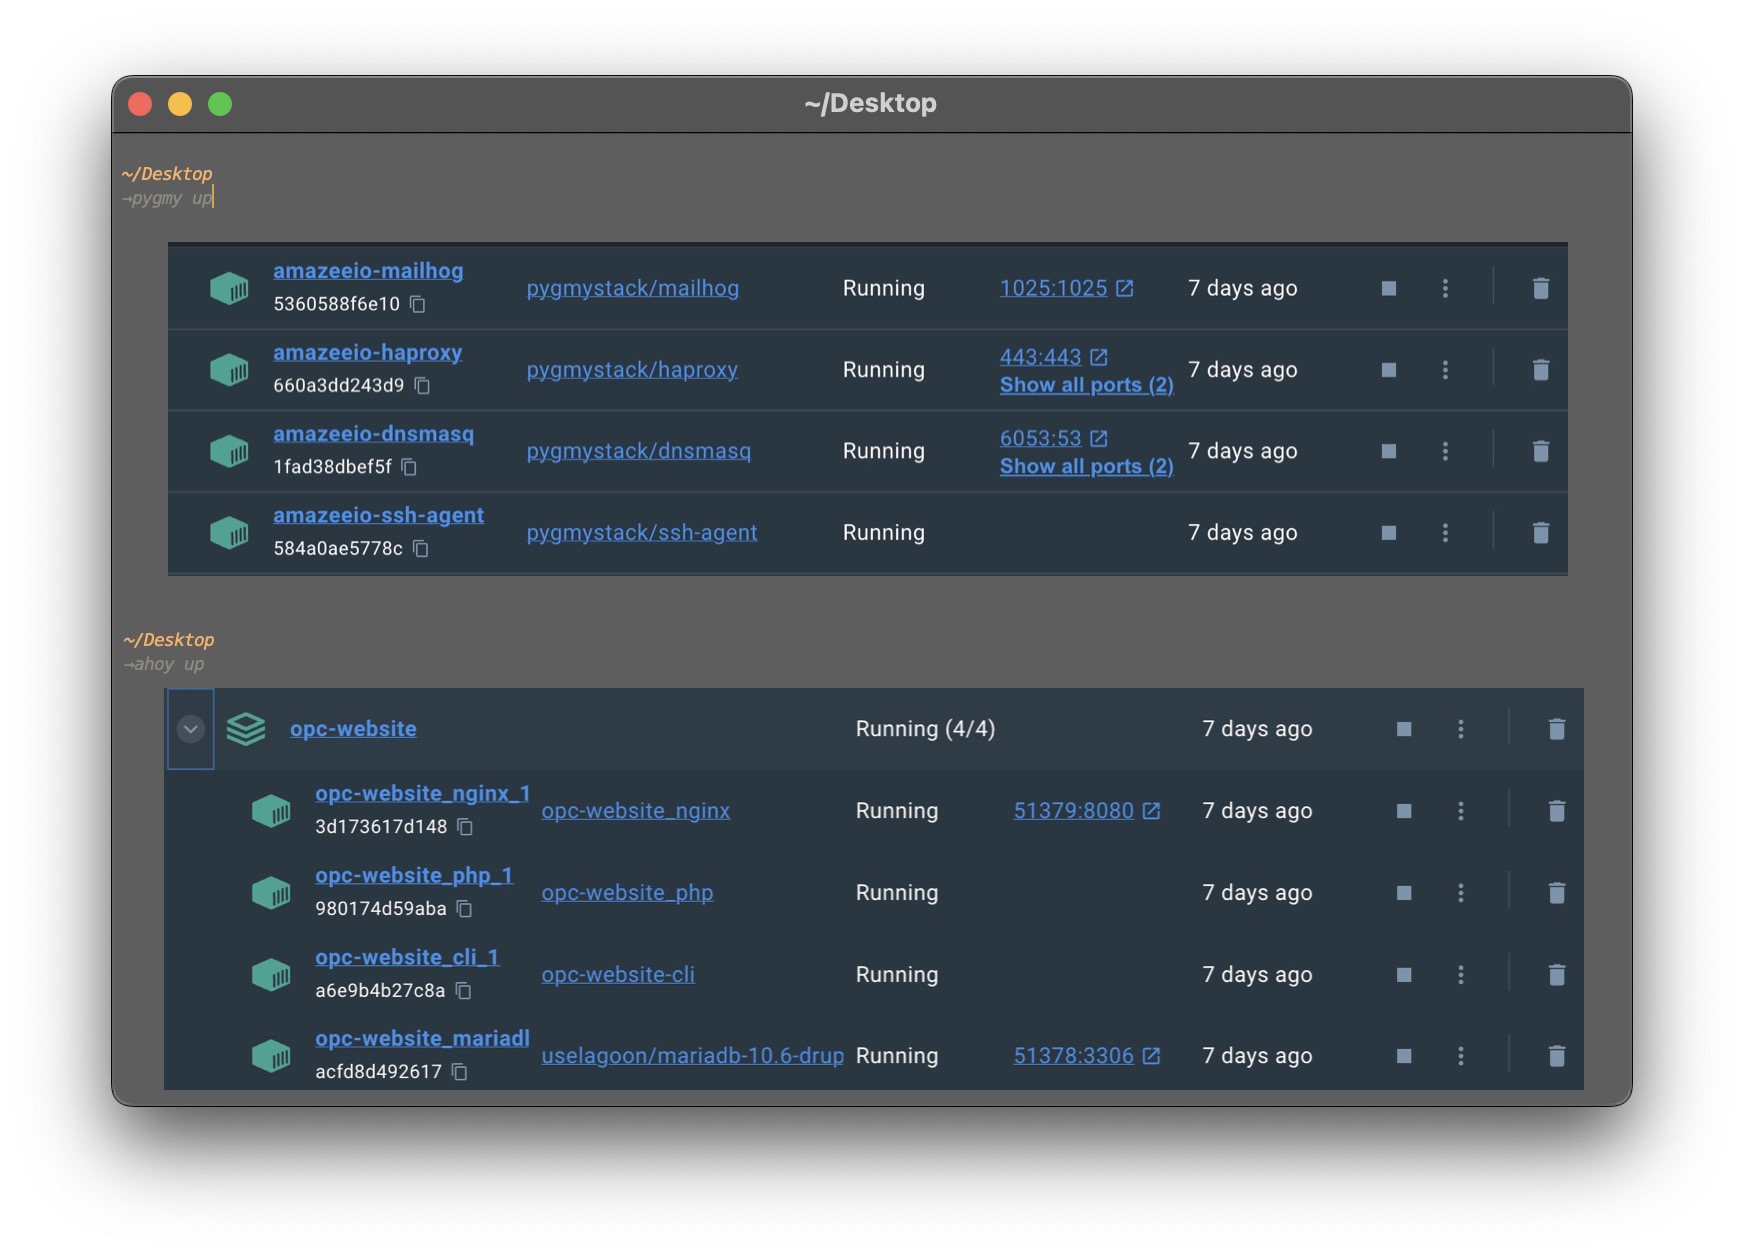 ~/Desktop
~/Desktop
→pygmy up
amazeeio-mailhog
5360588f6e10
pygmystack/mailhog
Running
1025:1025
7 days ago
amazeeio-haproxy
660a3dd243d9
pygmystack/haproxy
Running
443:443
Show all ports (2)
7 days ago
amazeeio-dnsmasq
1fad38dbef5f
pygmystack/dnsmasq
Running
6053:53
Show all ports (2)
7 days ago
amazeeio-ssh-agent
584a0ae5778c
pygmystack/ssh-agent
Running
7 days ago
~/Desktop
→ahoy up
opc-website
Running (4/4)
7 days ago
opc-website_nginx_1
3d173617d148
opc-website_nginx
Running
51379:8080
7 days ago
opc-website_php_1
980174d59aba
opc-website_php
Running
7 days ago
opc-website_cli_1
a6e9b4b27c8a
opc-website-cli
Running
7 days ago
opc-website_mariadl
acfd8d492617
uselagoon/mariadb-10.6-drup
Running
51378:3306
7 days ago